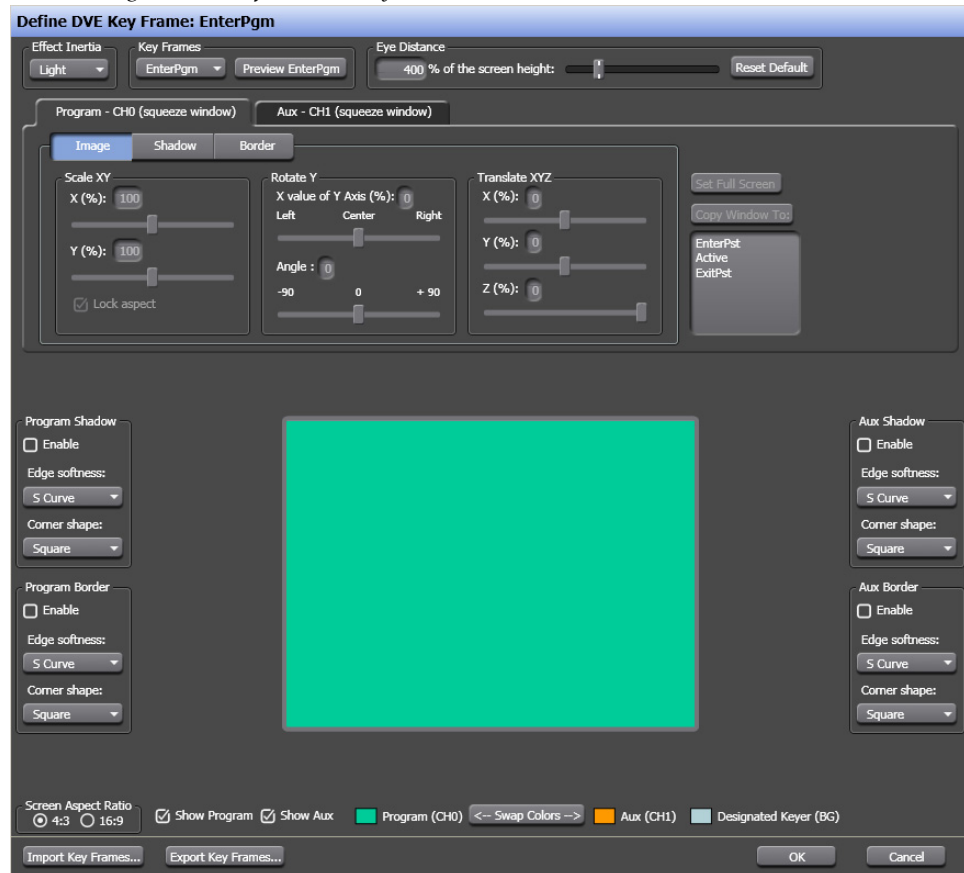 Define DVE Key Frame: EnterPgm
Effect Inertia
Light
Key Frames
EnterPgm
Preview EnterPgm
Eye Distance
400 % of the screen height:
Reset Default
Program - CH0 (squeeze window)
Aux - CH1 (squeeze window)
Image
Shadow
Border
Scale XY
X (%): 100
Y (%): 100
Lock aspect
Rotate Y
X value of Y Axis (%): 0
Left Center Right
Angle : 0
-90 0 + 90
Translate XYZ
X (%): 0
Y (%): 0
Z (%): 0
Set Full Screen
Copy Window To:
EnterPst
Active
ExitPst
Program Shadow
Enable
Edge softness:
S Curve
Corner shape:
Square
Program Border
Enable
Edge softness:
S Curve
Corner shape:
Square
Aux Shadow
Enable
Edge softness:
S Curve
Corner shape:
Square
Aux Border
Enable
Edge softness:
S Curve
Corner shape:
Square
Screen Aspect Ratio
4:3 16:9
Show Program
Show Aux
Program (CH0)
<-- Swap Colors -->
Aux (CH1)
Designated Keyer (BG)
Import Key Frames...
Export Key Frames...
OK
Cancel